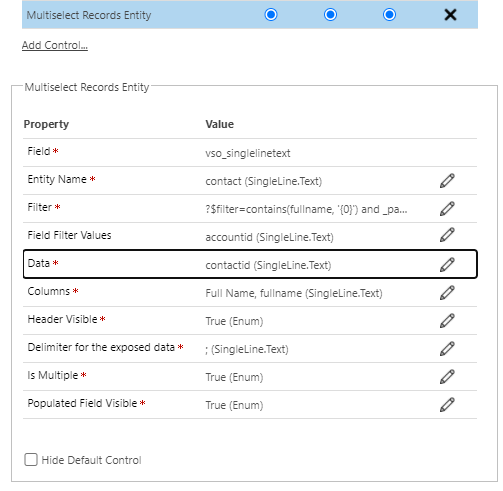 Multiselect Records Entity
Add Control...
Multiselect Records Entity
Property Value
Field * vso_singlelinetext
Entity Name * contact (SingleLine.Text)
Filter * ?$filter=contains(fullname, '{0}') and _pa...
Field Filter Values accountid (SingleLine.Text)
Data * contactid (SingleLine.Text)
Columns * Full Name, fullname (SingleLine.Text)
Header Visible * True (Enum)
Delimiter for the exposed data * ; (SingleLine.Text)
Is Multiple * True (Enum)
Populated Field Visible * True (Enum)
Hide Default Control